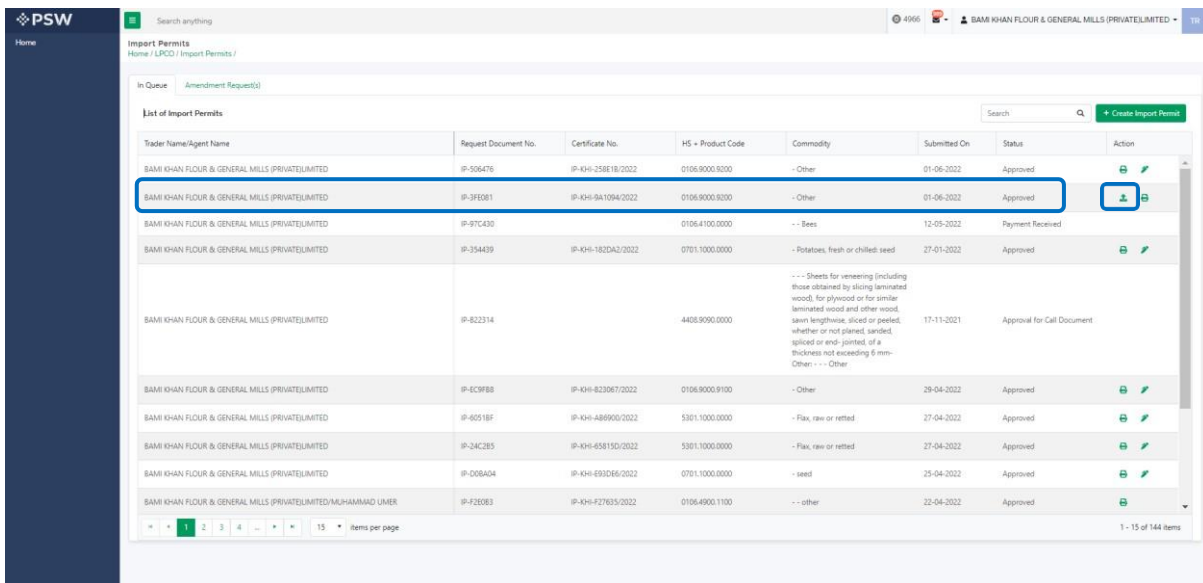 PSW
Search anything
4966
BAMI KHAN FLOUR & GENERAL MILLS (PRIVATE)LIMITED
TR
Home
Import Permits
Home / LPCO / Import Permits /
In Queue Amendment Request(s)
List of Import Permits
Search
+ Create Import Permit
Trader Name/Agent Name Request Document No. Certificate No. HS + Product Code Commodity Submitted On Status Action
BAMI KHAN FLOUR & GENERAL MILLS (PRIVATE)LIMITED IP-506476 IP-KHI-258E1B/2022 0106.9000.9200 - Other 01-06-2022 Approved
BAMI KHAN FLOUR & GENERAL MILLS (PRIVATE)LIMITED IP-3FE081 IP-KHI-9A1094/2022 0106.9000.9200 - Other 01-06-2022 Approved
BAMI KHAN FLOUR & GENERAL MILLS (PRIVATE)LIMITED IP-97C430 0106.4100.0000 - - Bees 12-05-2022 Payment Received
BAMI KHAN FLOUR & GENERAL MILLS (PRIVATE)LIMITED IP-354439 IP-KHI-182DA2/2022 0701.1000.0000 - Potatoes, fresh or chilled: seed 27-01-2022 Approved
- - - Sheets for veneering (including
those obtained by slicing laminated
wood), for plywood or for similar
laminated wood and other wood,
BAMI KHAN FLOUR & GENERAL MILLS (PRIVATE)LIMITED IP-822314 4408.9090.0000 sawn lengthwise, sliced or peeled, 17-11-2021 Approval for Call Document
whether or not planed, sanded,
spliced or end- jointed, of a
thickness not exceeding 6 mm-
Other: - - - Other
BAMI KHAN FLOUR & GENERAL MILLS (PRIVATE)LIMITED IP-EC9FB8 IP-KHI-823067/2022 0106.9000.9100 - Other 29-04-2022 Approved
BAMI KHAN FLOUR & GENERAL MILLS (PRIVATE)LIMITED IP-6051BF IP-KHI-AB6900/2022 5301.1000.0000 - Flax, raw or retted 27-04-2022 Approved
BAMI KHAN FLOUR & GENERAL MILLS (PRIVATE)LIMITED IP-24C2B5 IP-KHI-65815D/2022 5301.1000.0000 - Flax, raw or retted 27-04-2022 Approved
BAMI KHAN FLOUR & GENERAL MILLS (PRIVATE)LIMITED IP-D0BA04 IP-KHI-E93DE6/2022 0701.1000.0000 - seed 25-04-2022 Approved
BAMI KHAN FLOUR & GENERAL MILLS (PRIVATE)LIMITED/MUHAMMAD UMER IP-F2E0B3 IP-KHI-F27635/2022 0106.4900.1100 - - other 22-04-2022 Approved
1 2 3 4 ... 15 items per page 1 - 15 of 144 items